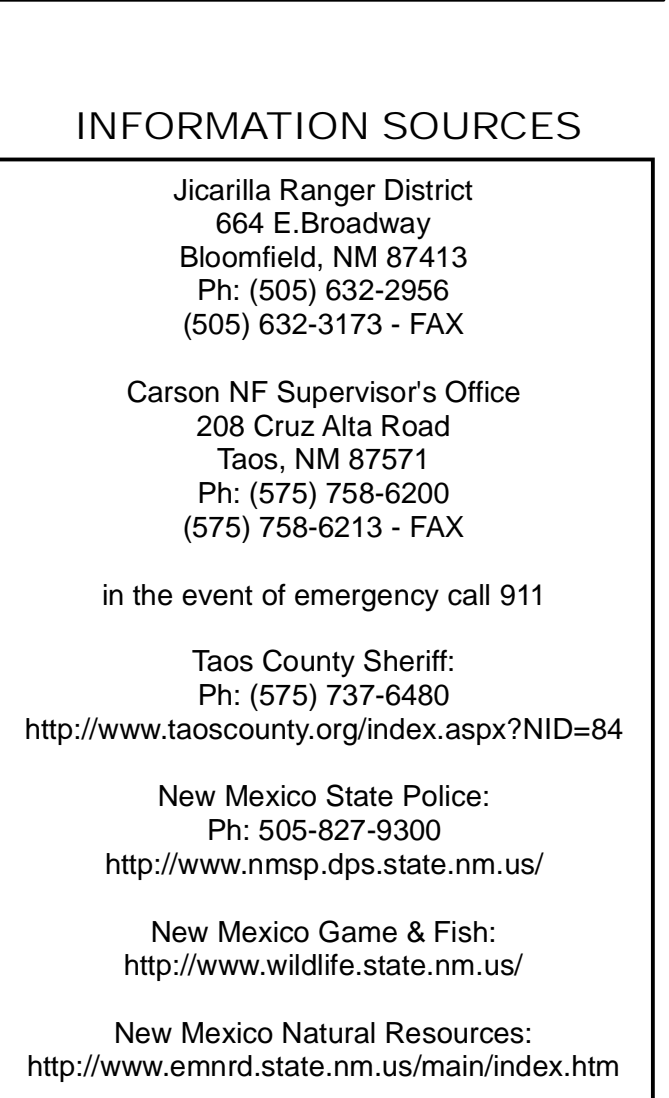 INFORMATION SOURCES
Jicarilla Ranger District
664 E.Broadway
Bloomfield, NM 87413
Ph: (505) 632-2956
(505) 632-3173 - FAX
Carson NF Supervisor's Office
208 Cruz Alta Road
Taos, NM 87571
Ph: (575) 758-6200
(575) 758-6213 - FAX
in the event of emergency call 911
Taos County Sheriff:
Ph: (575) 737-6480
http://www.taoscounty.org/index.aspx?NID=84
New Mexico State Police:
Ph: 505-827-9300
http://www.nmsp.dps.state.nm.us/
New Mexico Game & Fish:
http://www.wildlife.state.nm.us/
New Mexico Natural Resources:
http://www.emnrd.state.nm.us/main/index.htm